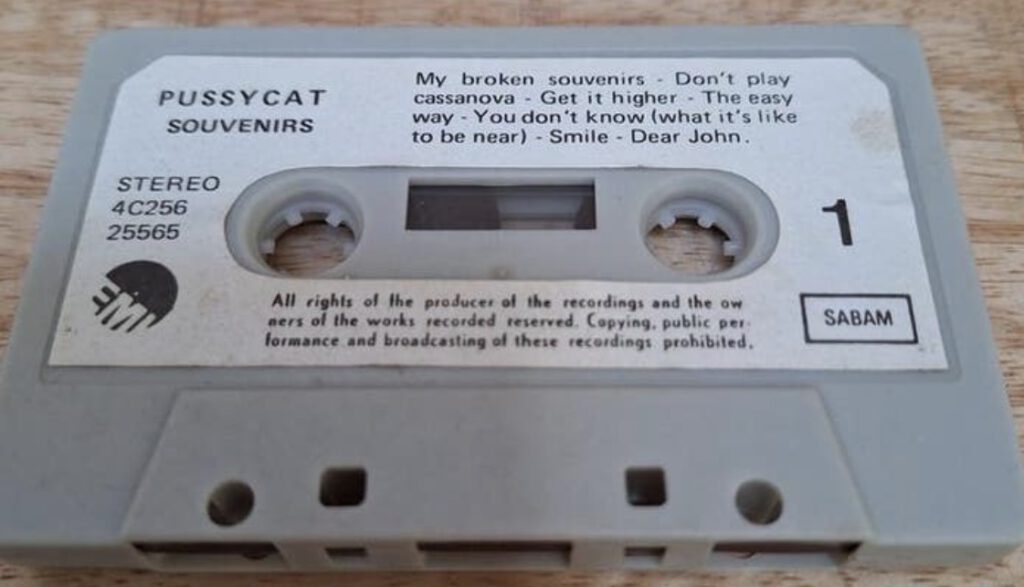 PUSSYCAT
SOUVENIRS
My broken souvenirs - Don't play
cassanova - Get it higher - The easy
way - You don't know (what it's like
to be near) - Smile - Dear John.
STEREO
4C256
25565
1
EMI
All rights of the producer of the recordings and the ow
ners of the works recorded reserved. Copying, public per-
formance and broadcasting of these recordings prohibited.
SABAM